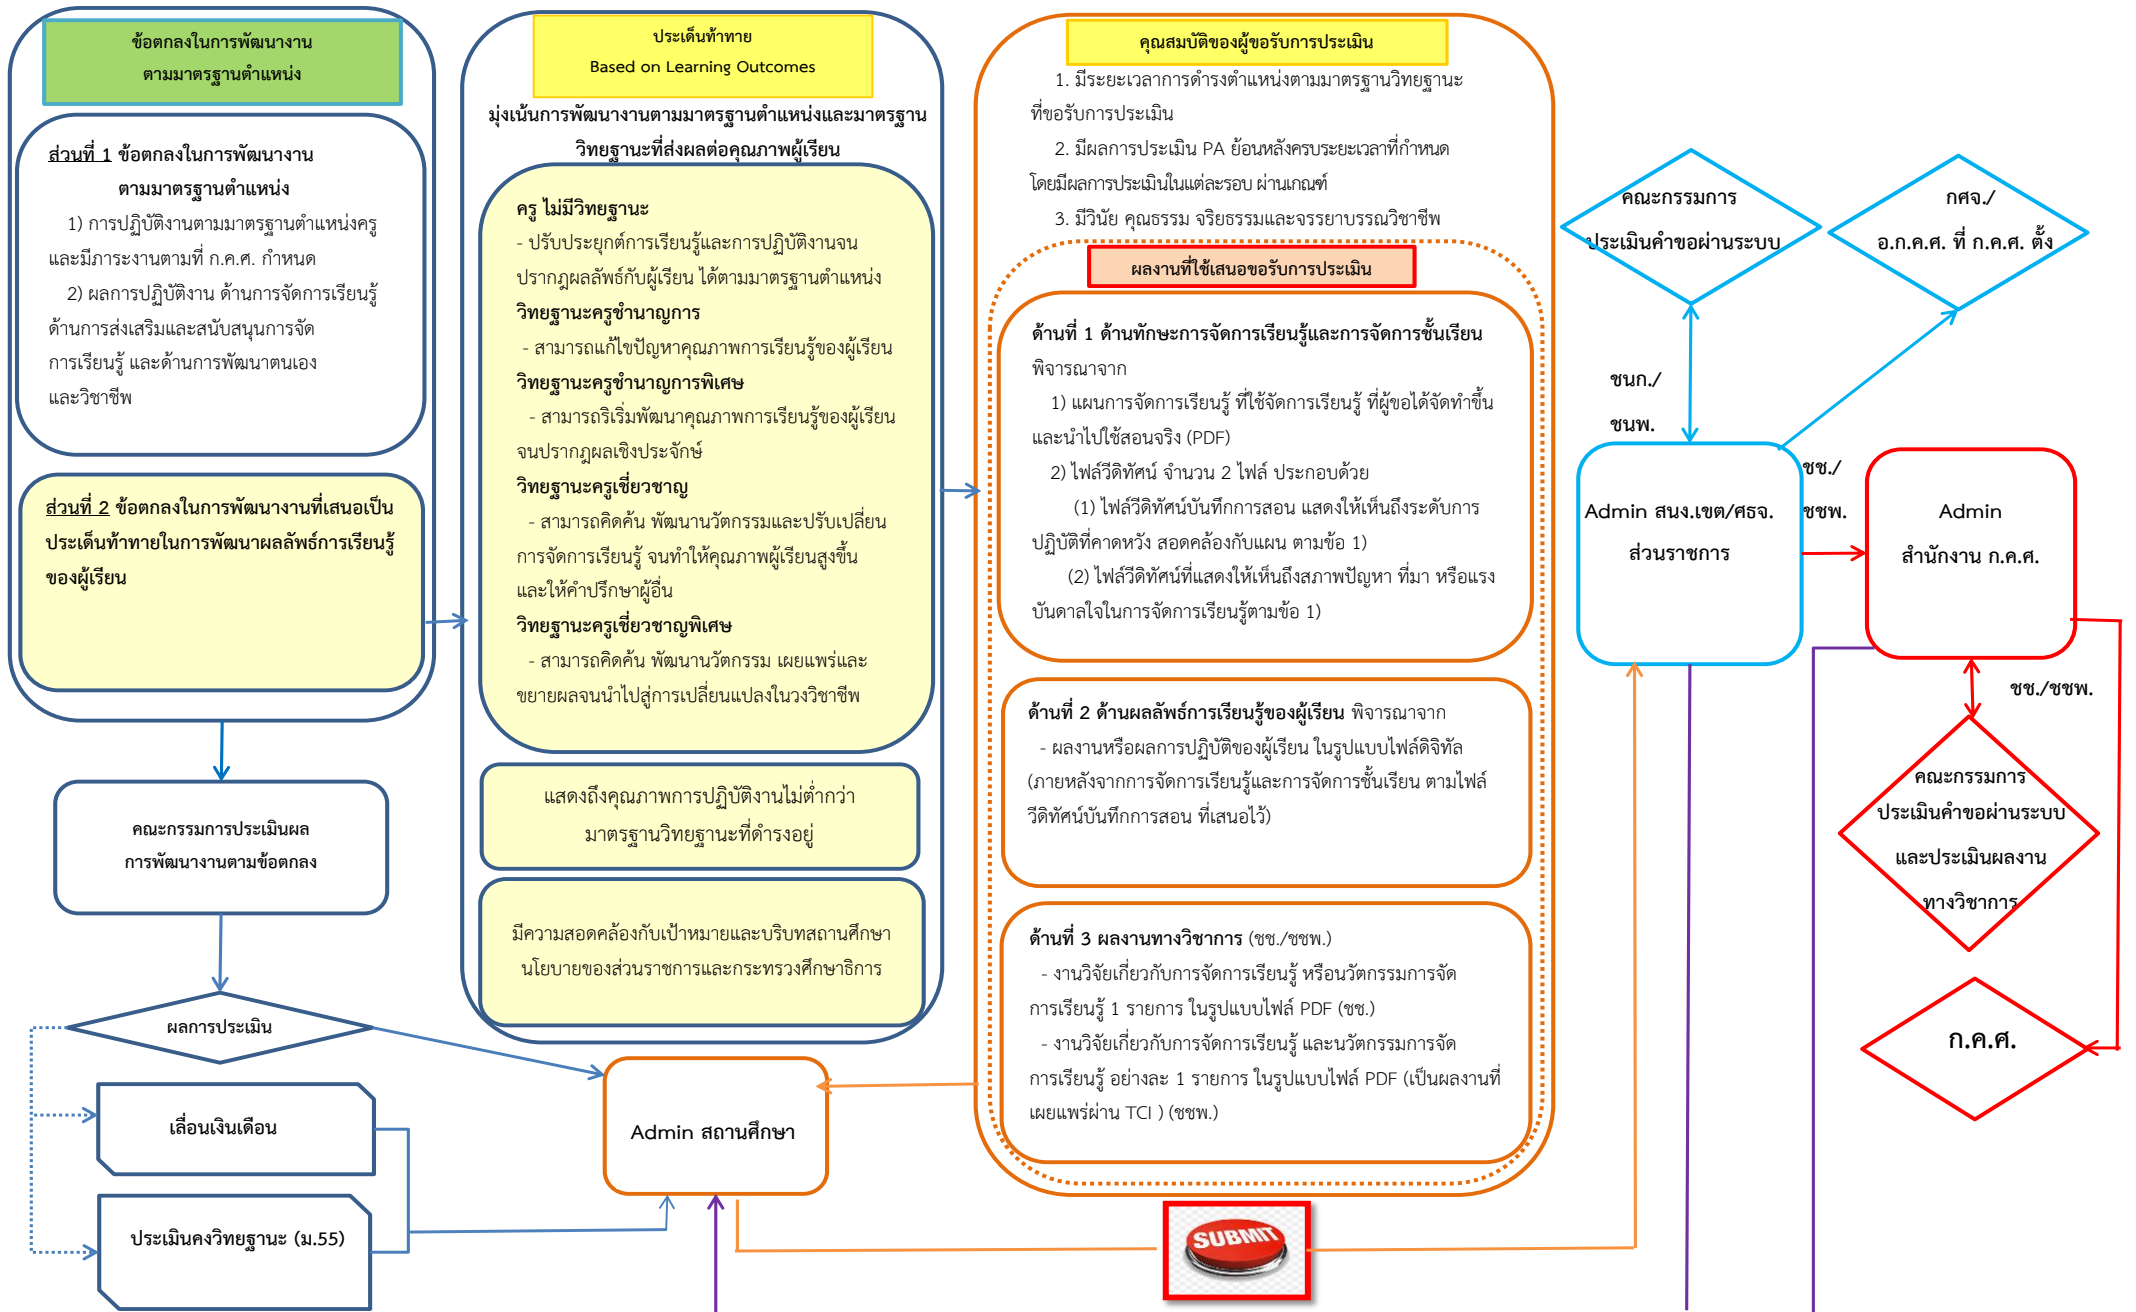 ข้อตกลงในการพัฒนางาน
ตามมาตรฐานตำแหน่ง
ส่วนที่ 1 ข้อตกลงในการพัฒนางาน
ตามมาตรฐานตำแหน่ง
1) การปฏิบัติงานตามมาตรฐานตำแหน่งครู
และมีภาระงานตามที่ ก.ค.ศ. กำหนด
2) ผลการปฏิบัติงาน ด้านการจัดการเรียนรู้
ด้านการส่งเสริมและสนับสนุนการจัด
การเรียนรู้ และด้านการพัฒนาตนเอง
และวิชาชีพ
ส่วนที่ 2 ข้อตกลงในการพัฒนางานที่เสนอเป็น
ประเด็นท้าทายในการพัฒนาผลลัพธ์การเรียนรู้
ของผู้เรียน
คณะกรรมการประเมินผล
การพัฒนางานตามข้อตกลง
ผลการประเมิน
เลื่อนเงินเดือน
ประเมินคงวิทยฐานะ (ม.55)
ประเด็นท้าทาย
Based on Learning Outcomes
มุ่งเน้นการพัฒนางานตามมาตรฐานตำแหน่งและมาตรฐาน
วิทยฐานะที่ส่งผลต่อคุณภาพผู้เรียน
ครู ไม่มีวิทยฐานะ
- ปรับประยุกต์การเรียนรู้และการปฏิบัติงานจน
ปรากฏผลลัพธ์กับผู้เรียน ได้ตามมาตรฐานตำแหน่ง
วิทยฐานะครูชำนาญการ
- สามารถแก้ไขปัญหาคุณภาพการเรียนรู้ของผู้เรียน
วิทยฐานะครูชำนาญการพิเศษ
- สามารถริเริ่มพัฒนาคุณภาพการเรียนรู้ของผู้เรียน
จนปรากฏผลเชิงประจักษ์
วิทยฐานะครูเชี่ยวชาญ
- สามารถคิดค้น พัฒนานวัตกรรมและปรับเปลี่ยน
การจัดการเรียนรู้ จนทำให้คุณภาพผู้เรียนสูงขึ้น
และให้คำปรึกษาผู้อื่น
วิทยฐานะครูเชี่ยวชาญพิเศษ
- สามารถคิดค้น พัฒนานวัตกรรม เผยแพร่และ
ขยายผลจนนำไปสู่การเปลี่ยนแปลงในวงวิชาชีพ
แสดงถึงคุณภาพการปฏิบัติงานไม่ต่ำกว่า
มาตรฐานวิทยฐานะที่ดำรงอยู่
มีความสอดคล้องกับเป้าหมายและบริบทสถานศึกษา
นโยบายของส่วนราชการและกระทรวงศึกษาธิการ
Admin สถานศึกษา
คุณสมบัติของผู้ขอรับการประเมิน
1. มีระยะเวลาการดำรงตำแหน่งตามมาตรฐานวิทยฐานะ
ที่ขอรับการประเมิน
2. มีผลการประเมิน PA ย้อนหลังครบระยะเวลาที่กำหนด
โดยมีผลการประเมินในแต่ละรอบ ผ่านเกณฑ์
3. มีวินัย คุณธรรม จริยธรรมและจรรยาบรรณวิชาชีพ
ผลงานที่ใช้เสนอขอรับการประเมิน
ด้านที่ 1 ด้านทักษะการจัดการเรียนรู้และการจัดการชั้นเรียน
พิจารณาจาก
1) แผนการจัดการเรียนรู้ ที่ใช้จัดการเรียนรู้ ที่ผู้ขอได้จัดทำขึ้น
และนำไปใช้สอนจริง (PDF)
2) ไฟล์วีดิทัศน์ จำนวน 2 ไฟล์ ประกอบด้วย
(1) ไฟล์วีดิทัศน์บันทึกการสอน แสดงให้เห็นถึงระดับการ
ปฏิบัติที่คาดหวัง สอดคล้องกับแผน ตามข้อ 1)
(2) ไฟล์วีดิทัศน์ที่แสดงให้เห็นถึงสภาพปัญหา ที่มา หรือแรง
บันดาลใจในการจัดการเรียนรู้ตามข้อ 1)
ด้านที่ 2 ด้านผลลัพธ์การเรียนรู้ของผู้เรียน พิจารณาจาก
- ผลงานหรือผลการปฏิบัติของผู้เรียน ในรูปแบบไฟล์ดิจิทัล
(ภายหลังจากการจัดการเรียนรู้และการจัดการชั้นเรียน ตามไฟล์
วีดิทัศน์บันทึกการสอน ที่เสนอไว้)
ด้านที่ 3 ผลงานทางวิชาการ (ชช./ชชพ.)
- งานวิจัยเกี่ยวกับการจัดการเรียนรู้ หรือนวัตกรรมการจัด
การเรียนรู้ 1 รายการ ในรูปแบบไฟล์ PDF (ชช.)
- งานวิจัยเกี่ยวกับการจัดการเรียนรู้ และนวัตกรรมการจัด
การเรียนรู้ อย่างละ 1 รายการ ในรูปแบบไฟล์ PDF (เป็นผลงานที่
เผยแพร่ผ่าน TCI ) (ชชพ.)
SUBMIT
คณะกรรมการ
ประเมินคำขอผ่านระบบ
กศจ./
อ.ก.ค.ศ. ที่ ก.ค.ศ. ตั้ง
ชนก./
ชนพ.
Admin สนง.เขต/ศธจ.
ส่วนราชการ
ชช./
ชชพ.
Admin
สำนักงาน ก.ค.ศ.
ชช./ชชพ.
คณะกรรมการ
ประเมินคำขอผ่านระบบ
และประเมินผลงาน
ทางวิชาการ
ก.ค.ศ.